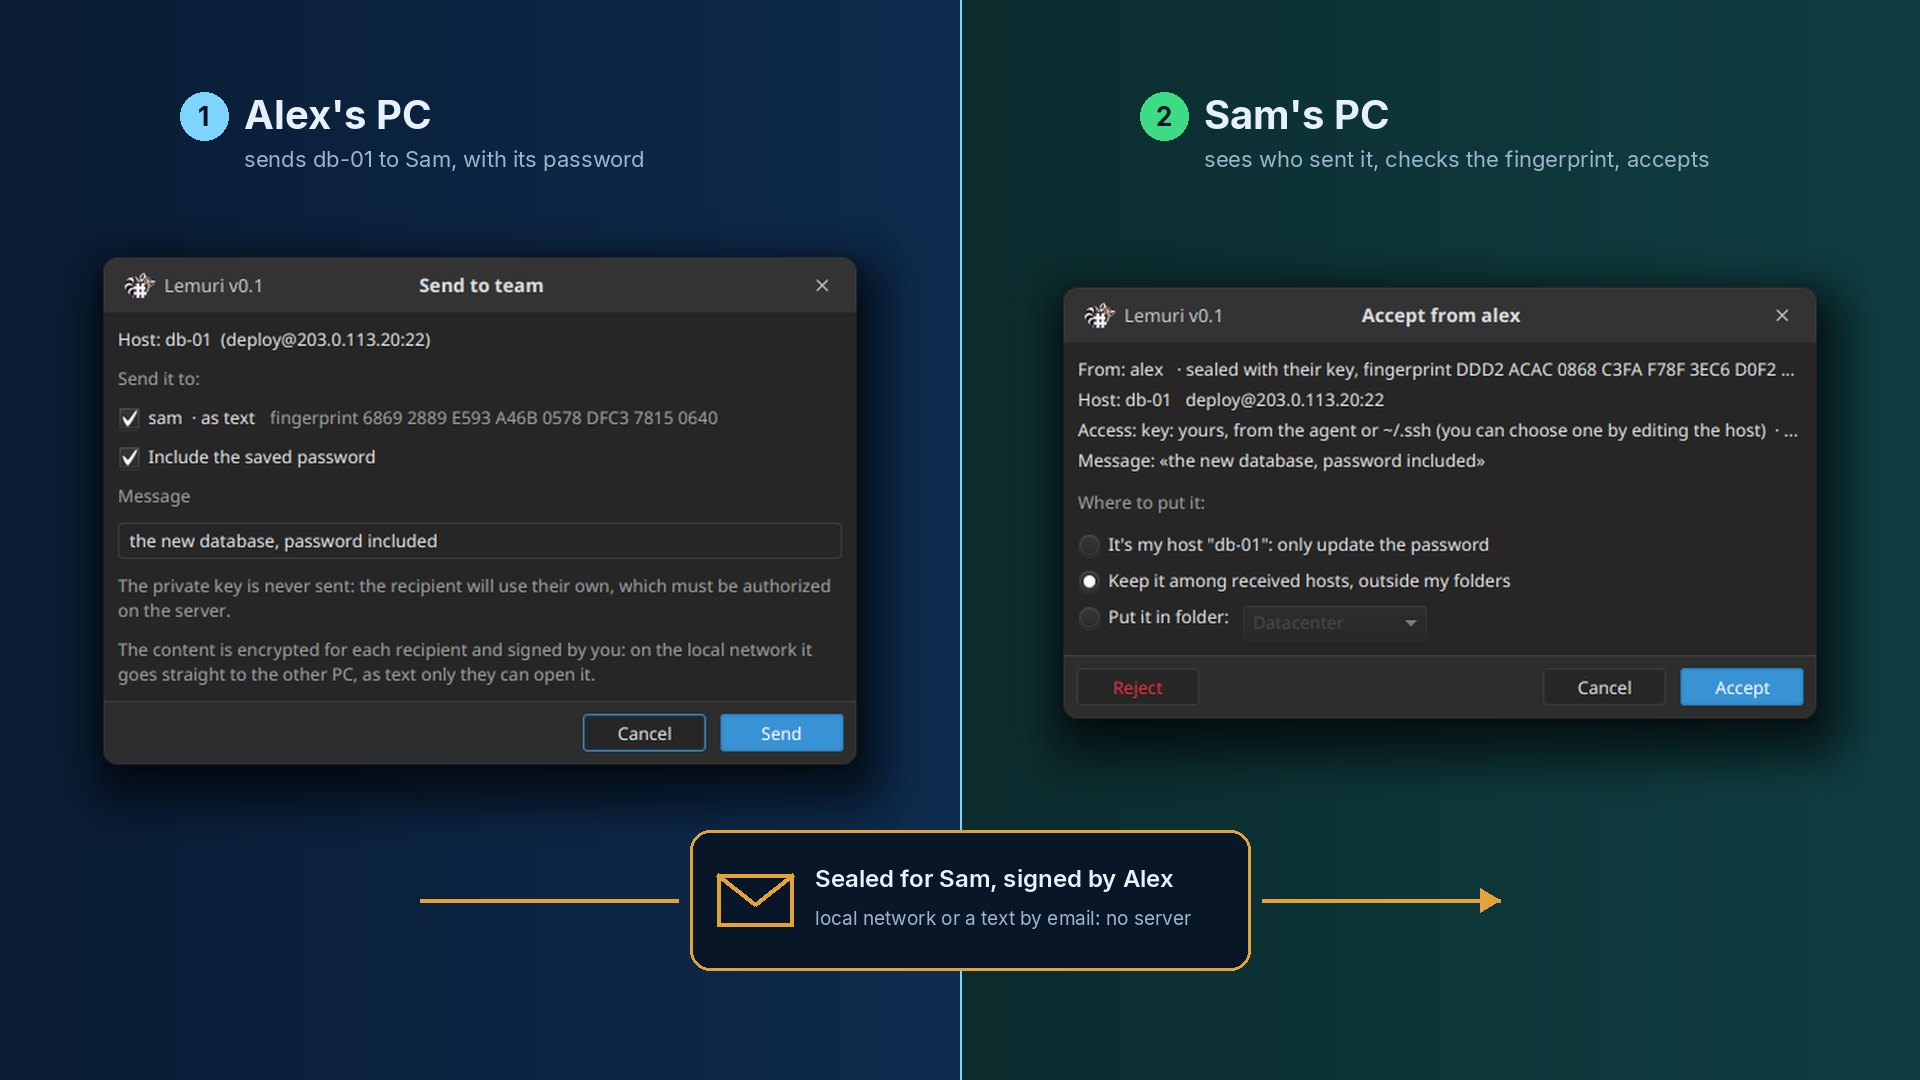 1 Alex's PC
sends db-01 to Sam, with its password
Lemuri v0.1 Send to team
Host: db-01 (deploy@203.0.113.20:22)
Send it to:
sam · as text fingerprint 6869 2889 E593 A46B 0578 DFC3 7815 0640
Include the saved password
Message
the new database, password included
The private key is never sent: the recipient will use their own, which must be authorized
on the server.
The content is encrypted for each recipient and signed by you: on the local network it
goes straight to the other PC, as text only they can open it.
Cancel Send
2 Sam's PC
sees who sent it, checks the fingerprint, accepts
Lemuri v0.1 Accept from alex
From: alex · sealed with their key, fingerprint DDD2 ACAC 0868 C3FA F78F 3EC6 D0F2 ...
Host: db-01 deploy@203.0.113.20:22
Access: key: yours, from the agent or ~/.ssh (you can choose one by editing the host) · ...
Message: «the new database, password included»
Where to put it:
It's my host "db-01": only update the password
Keep it among received hosts, outside my folders
Put it in folder: Datacenter
Reject Cancel Accept
Sealed for Sam, signed by Alex
local network or a text by email: no server